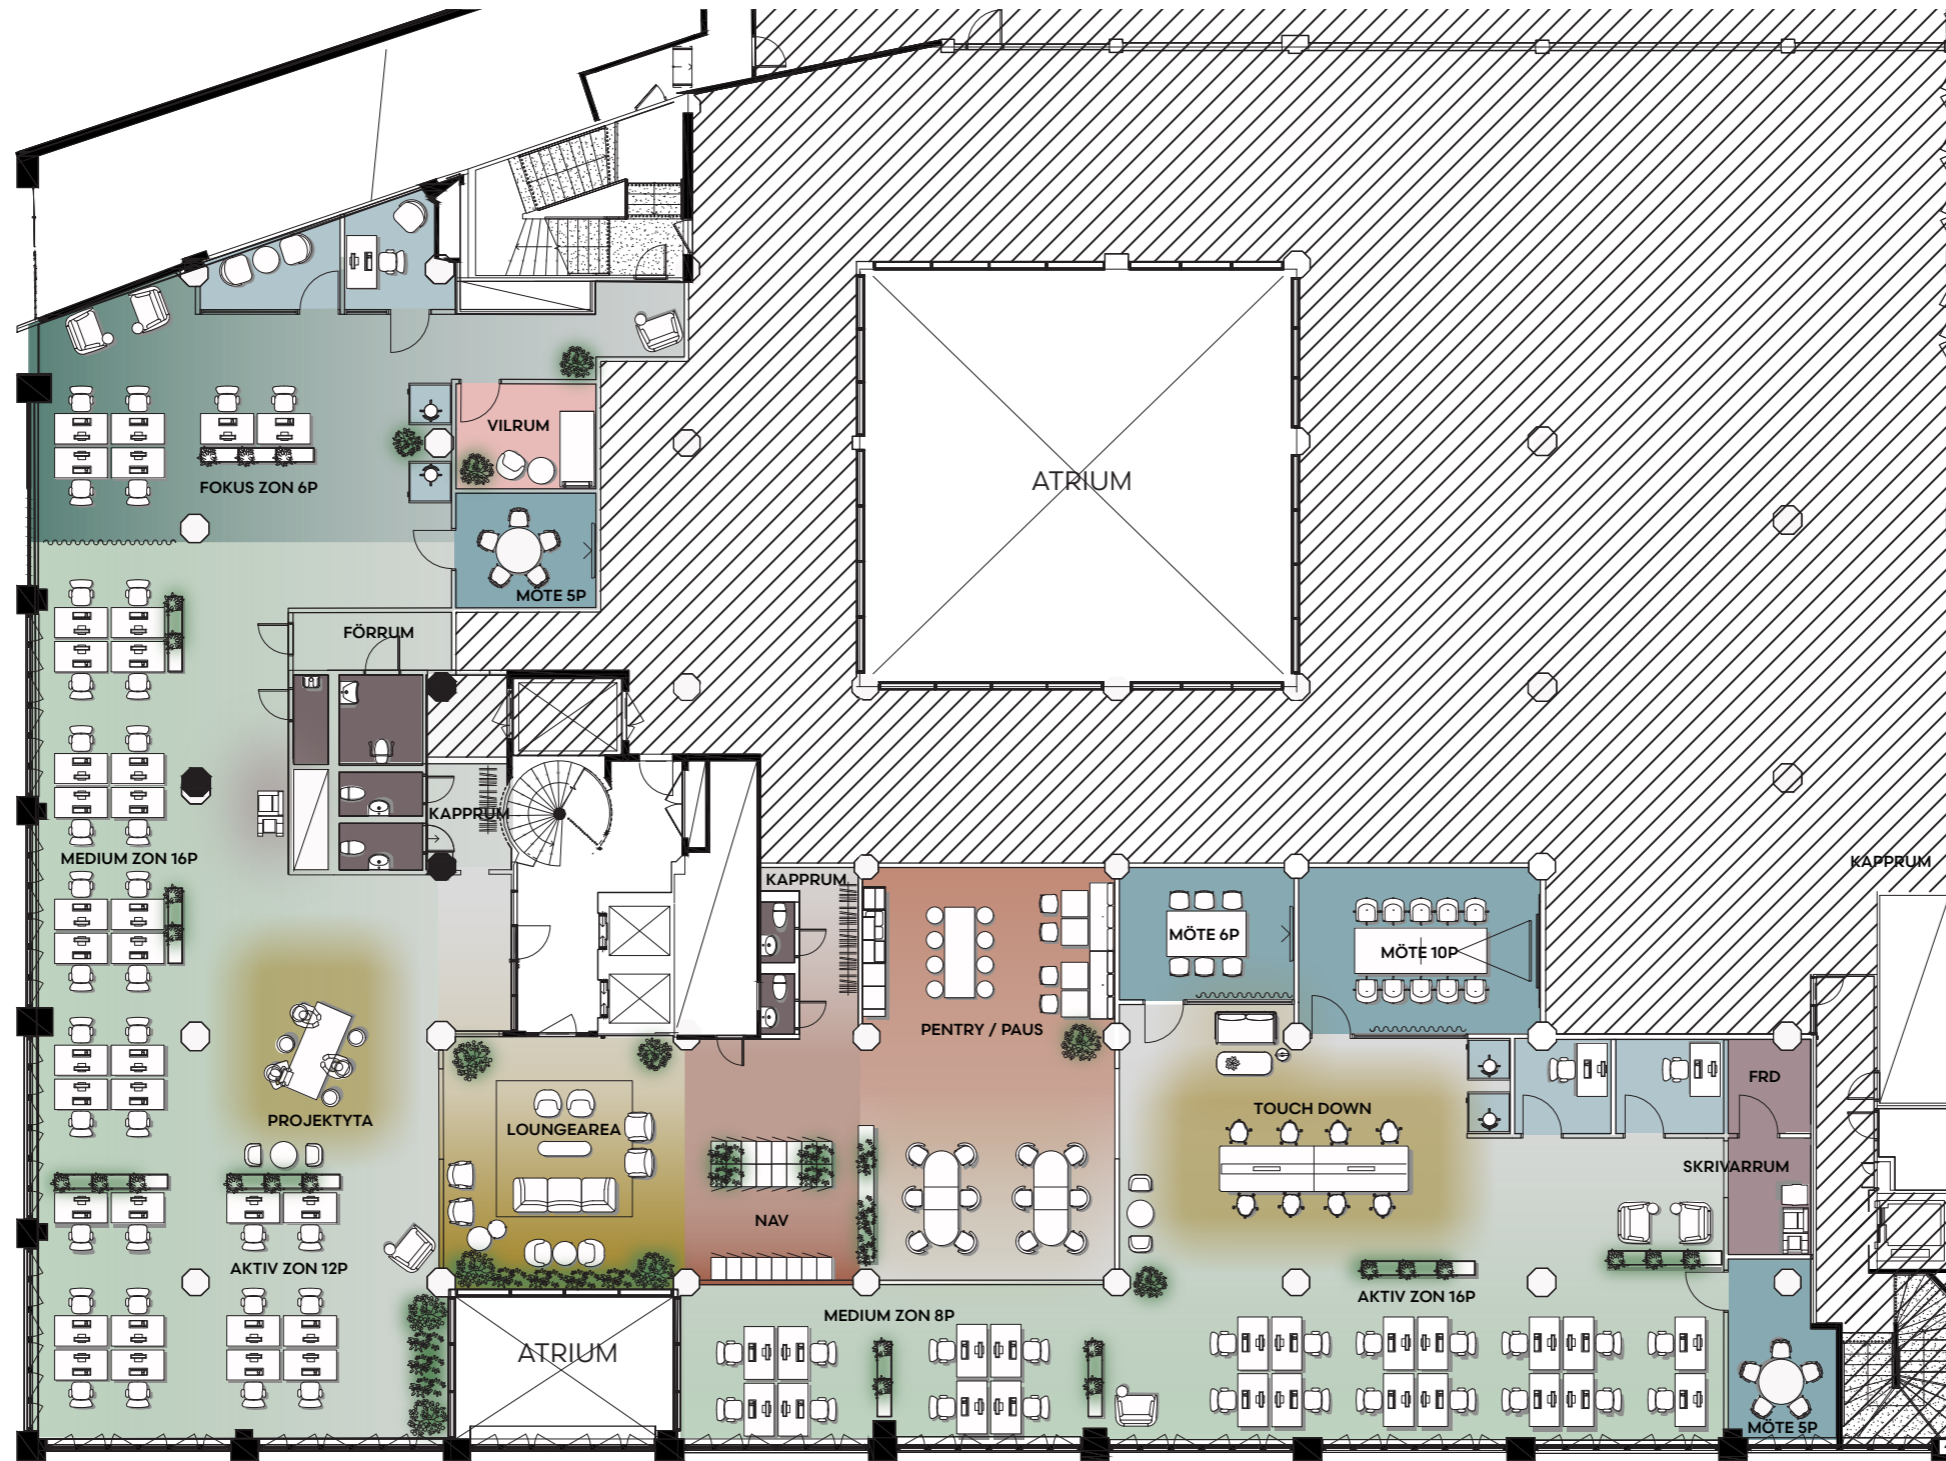 VILRUM
ATRIUM
FOKUS ZON 6P
MÖTE 5P
FÖRRUM
KAPPRUM
MEDIUM ZON 16P
KAPPRUM
KAPPRUM
MÖTE 6P
MÖTE 10P
PENTRY / PAUS
FRD
PROJEKTYTA
LOUNGEAREA
TOUCH DOWN
SKRIVARRUM
NAV
AKTIV ZON 12P
AKTIV ZON 16P
MEDIUM ZON 8P
ATRIUM
MÖTE 5P